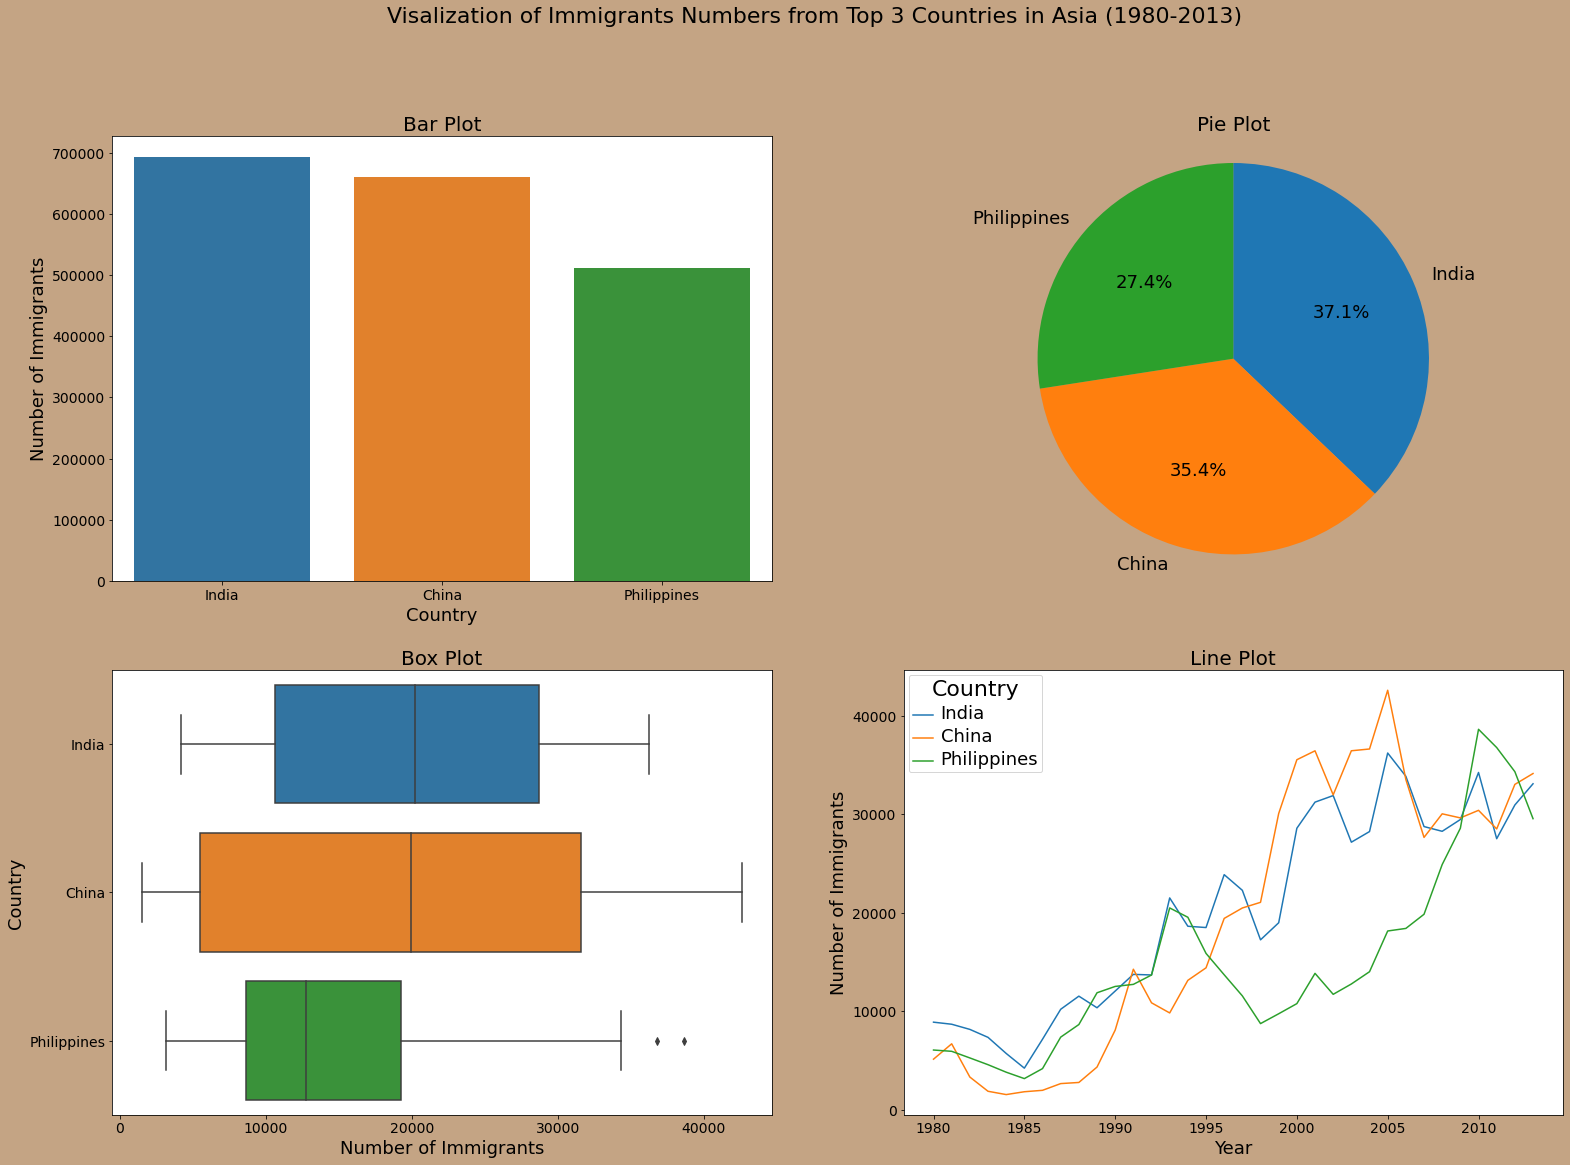 Visalization of Immigrants Numbers from Top 3 Countries in Asia (1980-2013)
Bar Plot
700000
600000
500000
400000
300000
200000
100000
0
Number of Immigrants
India China Philippines
Country
Pie Plot
Philippines
27.4%
India
37.1%
35.4%
China
Box Plot
India
China
Philippines
Country
0 10000 20000 30000 40000
Number of Immigrants
Line Plot
Country
India
China
Philippines
40000
30000
20000
10000
0
Number of Immigrants
1980 1985 1990 1995 2000 2005 2010
Year